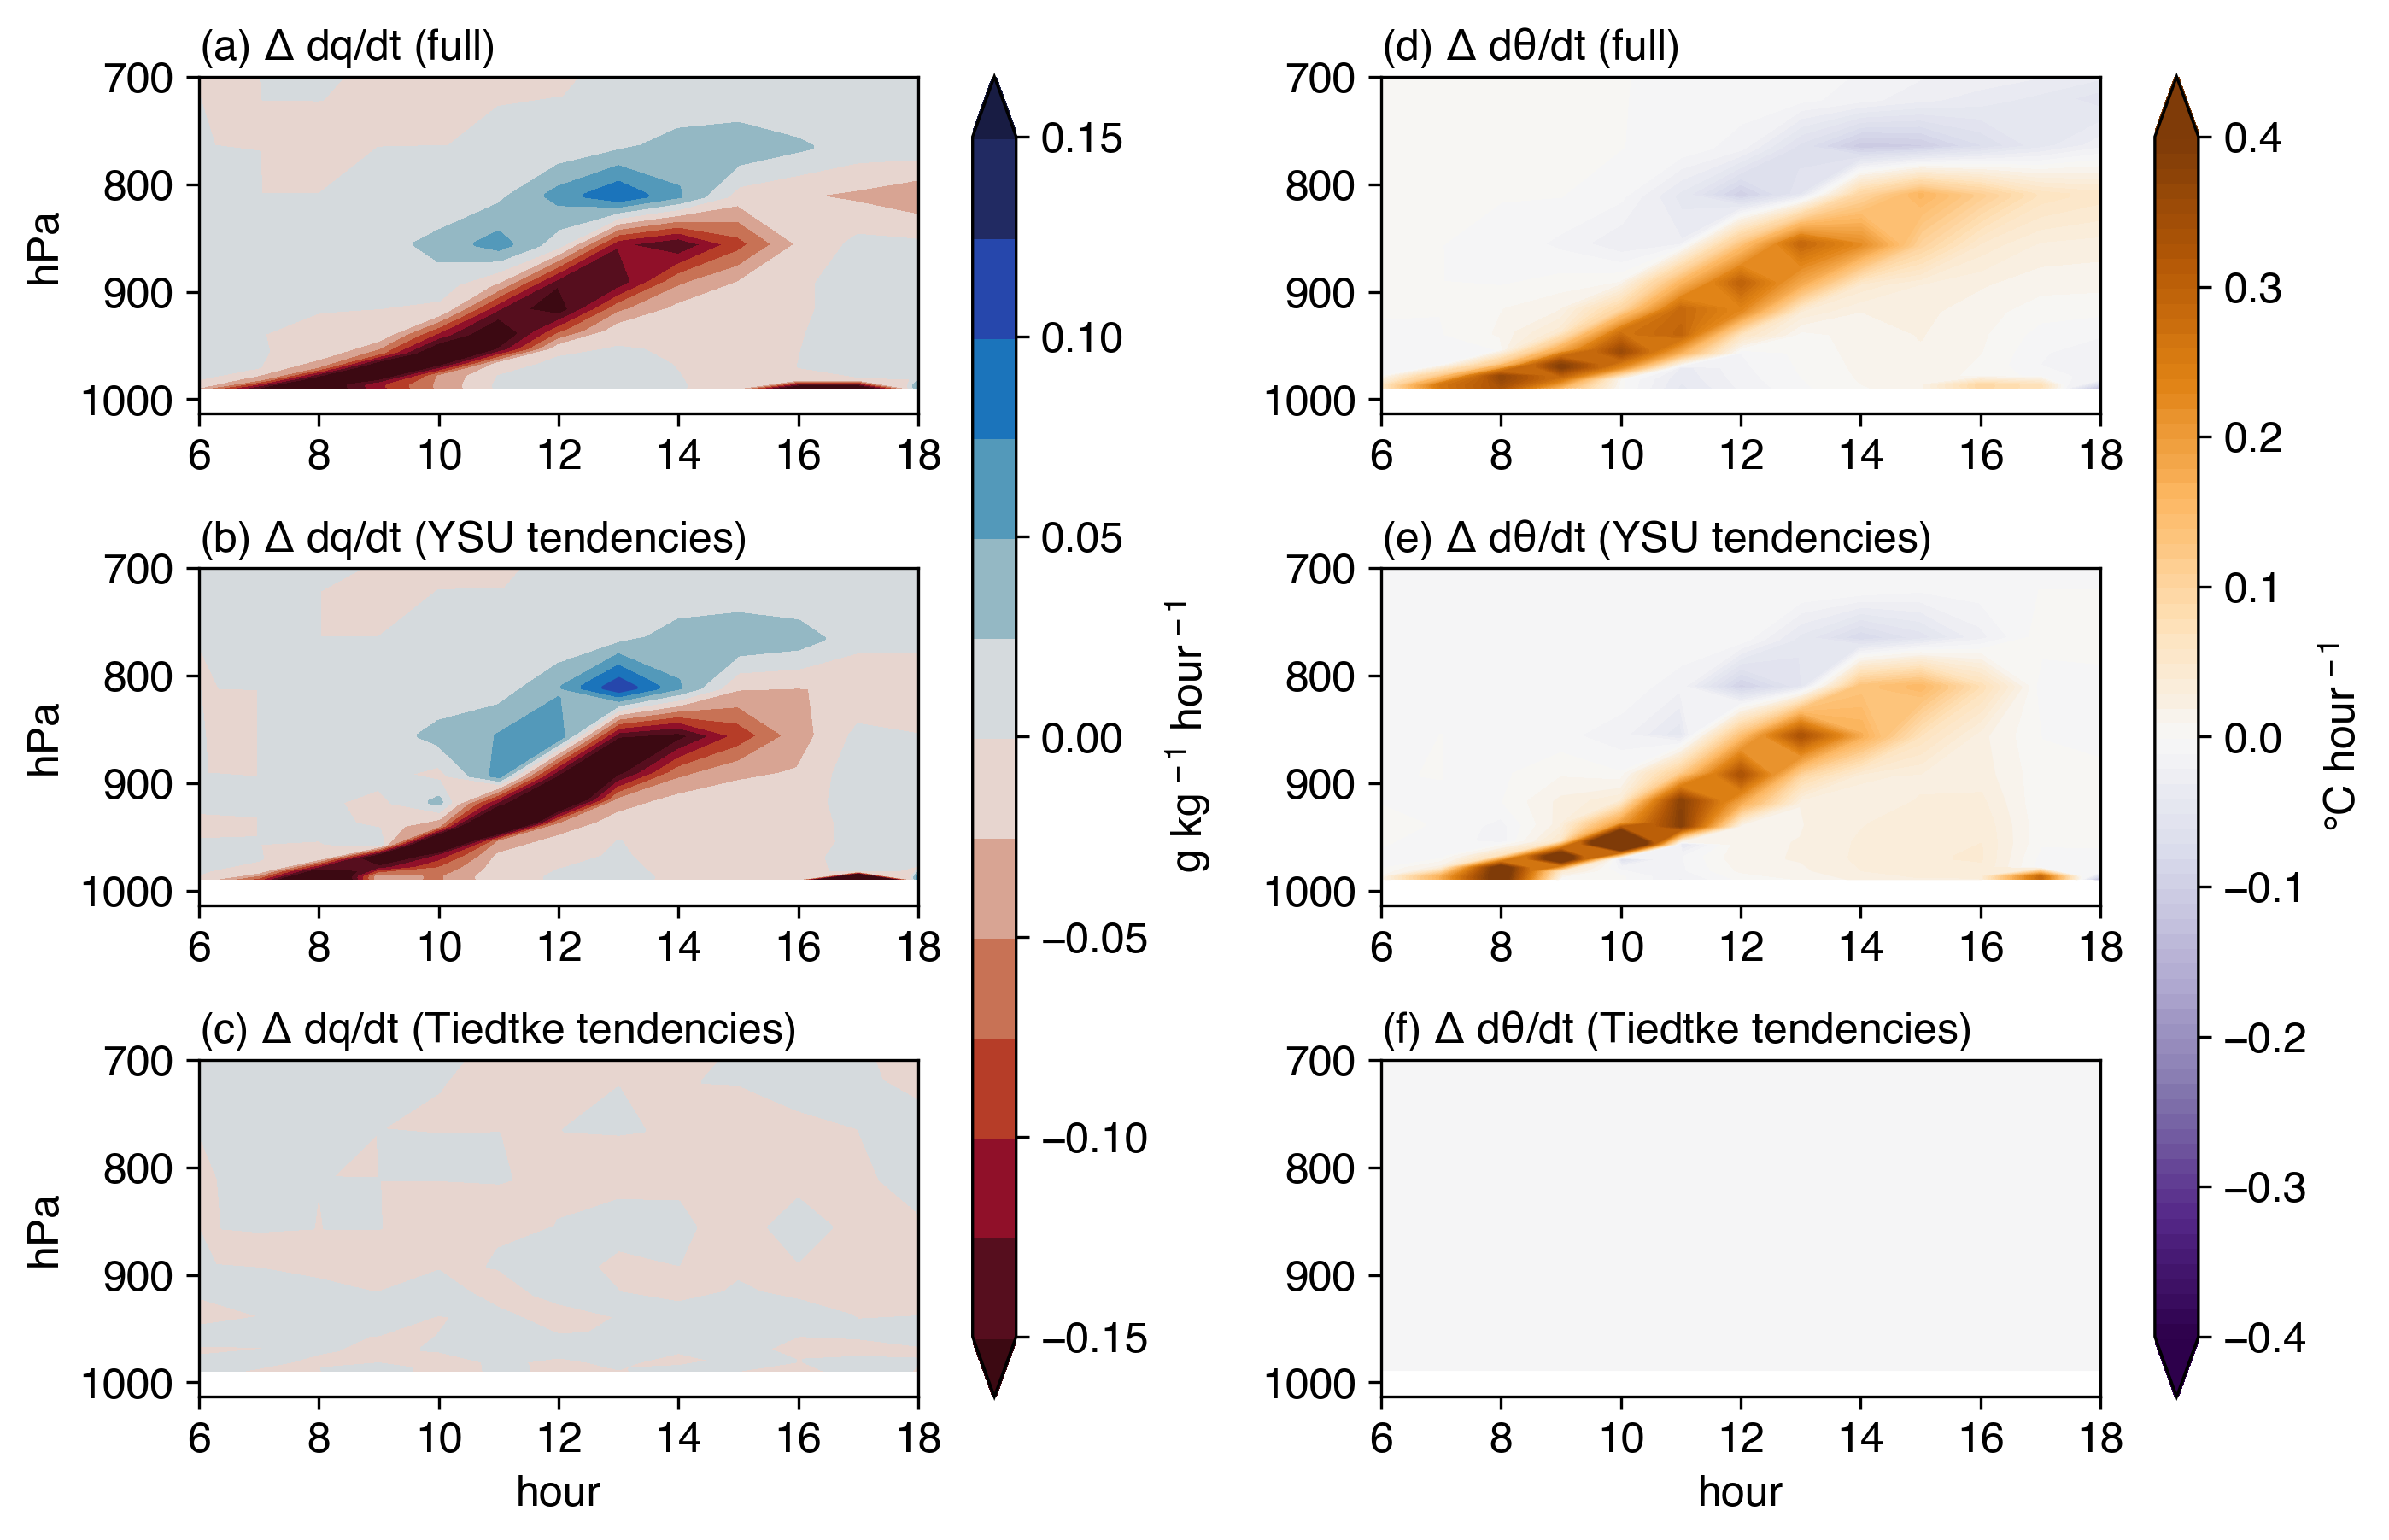 (a) Δ dq/dt (full)
700
800
900
1000
hPa
6 8 10 12 14 16 18
(b) Δ dq/dt (YSU tendencies)
700
800
900
1000
hPa
6 8 10 12 14 16 18
(c) Δ dq/dt (Tiedtke tendencies)
700
800
900
1000
hPa
6 8 10 12 14 16 18
hour
0.15
0.10
0.05
0.00
−0.05
−0.10
−0.15
g kg⁻¹ hour⁻¹
(d) Δ dθ/dt (full)
700
800
900
1000
6 8 10 12 14 16 18
(e) Δ dθ/dt (YSU tendencies)
700
800
900
1000
6 8 10 12 14 16 18
(f) Δ dθ/dt (Tiedtke tendencies)
700
800
900
1000
6 8 10 12 14 16 18
hour
0.4
0.3
0.2
0.1
0.0
−0.1
−0.2
−0.3
−0.4
°C hour⁻¹